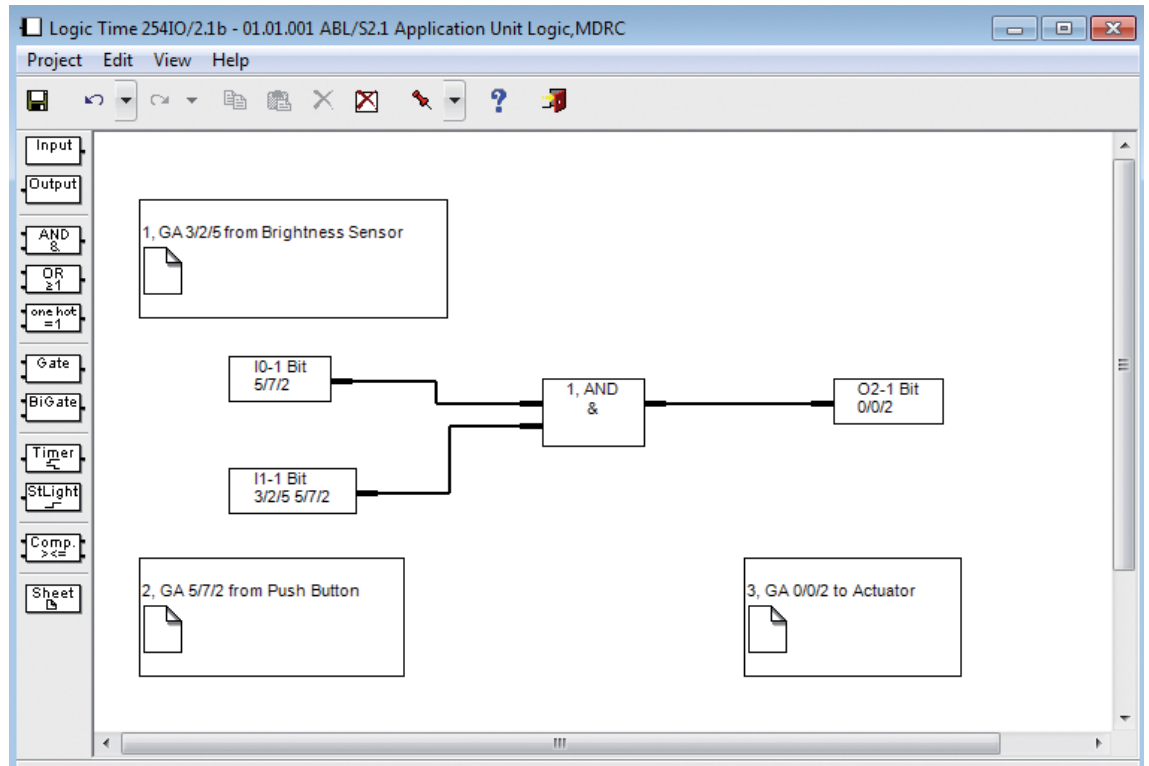 Logic Time 254IO/2.1b - 01.01.001 ABL/S2.1 Application Unit Logic,MDRC
Project Edit View Help
Input
Output
AND
&
OR
≥1
one hot
=1
Gate
BiGate
Timer
StLight
Comp.
><=
Sheet
1, GA 3/2/5 from Brightness Sensor
I0-1 Bit
5/7/2
1, AND
&
O2-1 Bit
0/0/2
I1-1 Bit
3/2/5 5/7/2
2, GA 5/7/2 from Push Button
3, GA 0/0/2 to Actuator